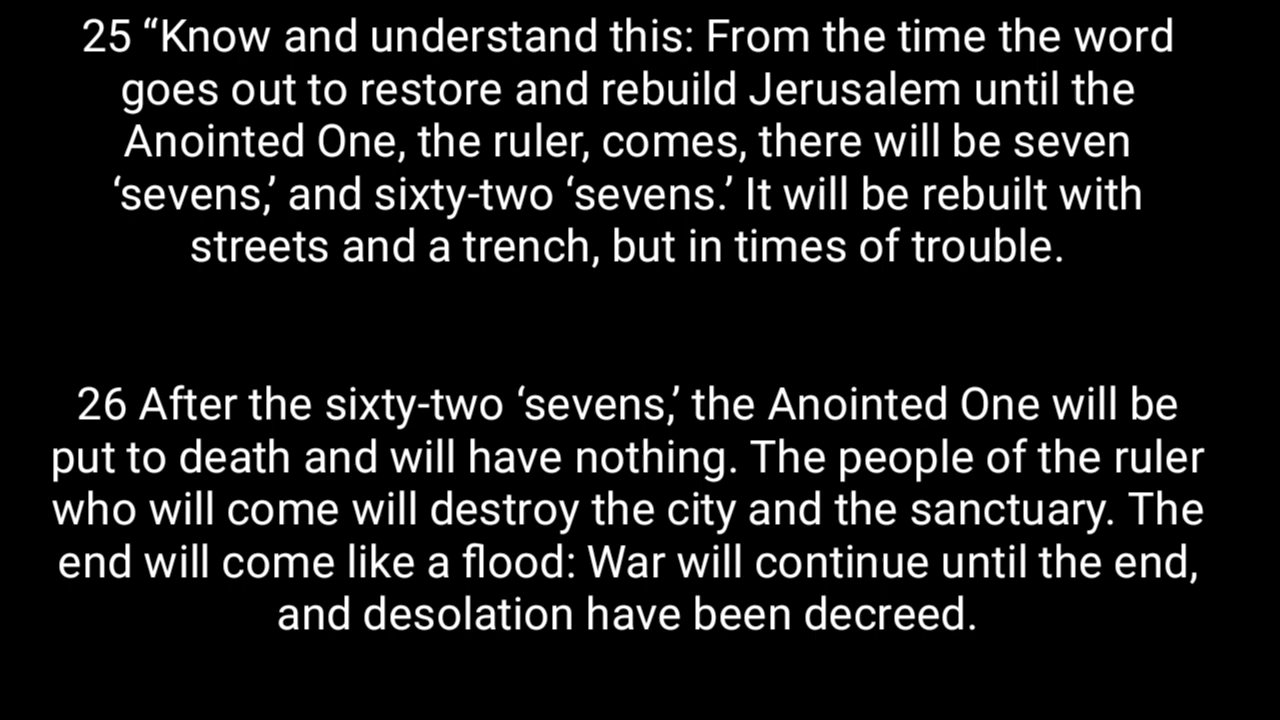 25 “Know and understand this: From the time the word
goes out to restore and rebuild Jerusalem until the
Anointed One, the ruler, comes, there will be seven
‘sevens,’ and sixty-two ‘sevens.’ It will be rebuilt with
streets and a trench, but in times of trouble.
26 After the sixty-two ‘sevens,’ the Anointed One will be
put to death and will have nothing. The people of the ruler
who will come will destroy the city and the sanctuary. The
end will come like a flood: War will continue until the end,
and desolation have been decreed.